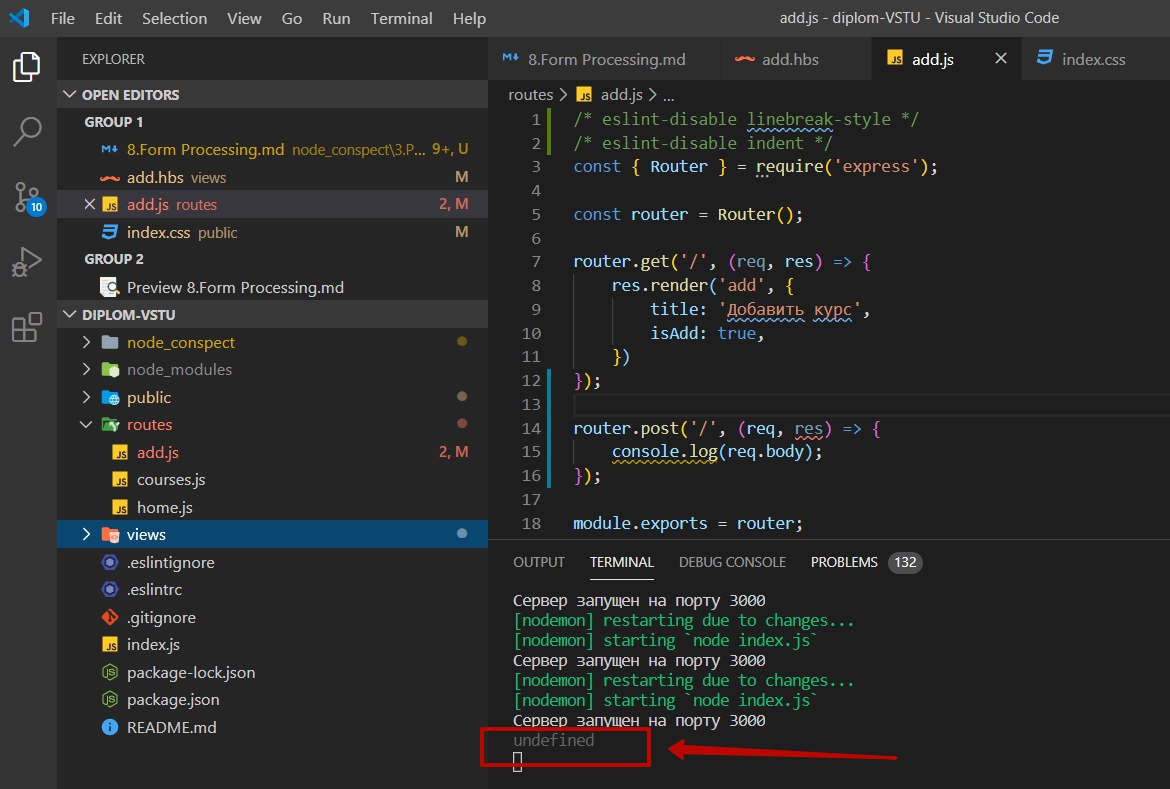 File Edit Selection View Go Run Terminal Help add.js - diplom-VSTU - Visual Studio Code
EXPLORER
OPEN EDITORS
GROUP 1
8.Form Processing.md node_conspect\3.P... 9+, U
add.hbs views M
add.js routes 2, M
index.css public M
GROUP 2
Preview 8.Form Processing.md
DIPLOM-VSTU
node_conspect
node_modules
public
routes
add.js 2, M
courses.js
home.js
views
.eslintignore
.eslintrc
.gitignore
index.js
package-lock.json
package.json
README.md
10
8.Form Processing.md add.hbs add.js index.css
routes > add.js > ...
1 /* eslint-disable linebreak-style */
2 /* eslint-disable indent */
3 const { Router } = require('express');
4
5 const router = Router();
6
7 router.get('/', (req, res) => {
8 res.render('add', {
9 title: 'Добавить курс',
10 isAdd: true,
11 })
12 });
13
14 router.post('/', (req, res) => {
15 console.log(req.body);
16 });
17
18 module.exports = router;
OUTPUT TERMINAL DEBUG CONSOLE PROBLEMS 132
Сервер запущен на порту 3000
[nodemon] restarting due to changes...
[nodemon] starting `node index.js`
Сервер запущен на порту 3000
[nodemon] restarting due to changes...
[nodemon] starting `node index.js`
Сервер запущен на порту 3000
undefined